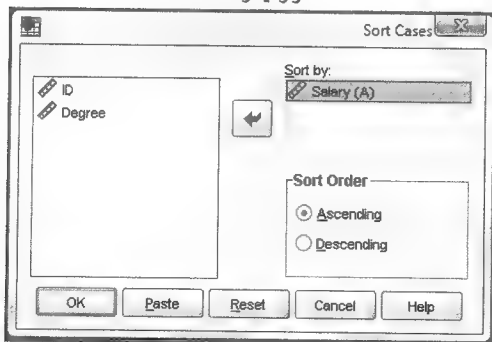 Sort Cases
Sort by:
ID
Degree
Salary (A)
Sort Order
Ascending
Descending
OK
Paste
Reset
Cancel
Help